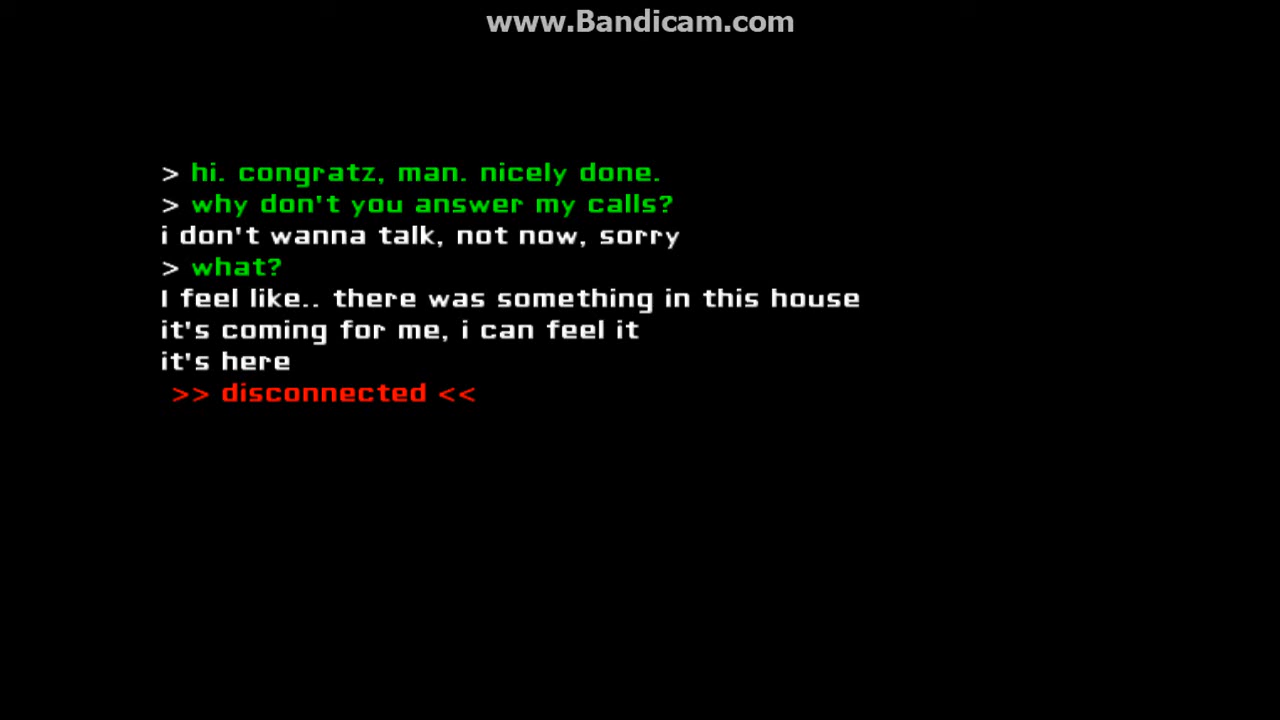 www.Bandicam.com
> hi. congratz, man. nicely done.
> why don't you answer my calls?
i don't wanna talk, not now, sorry
> what?
I feel like.. there was something in this house
it's coming for me, i can feel it
it's here
>> disconnected <<